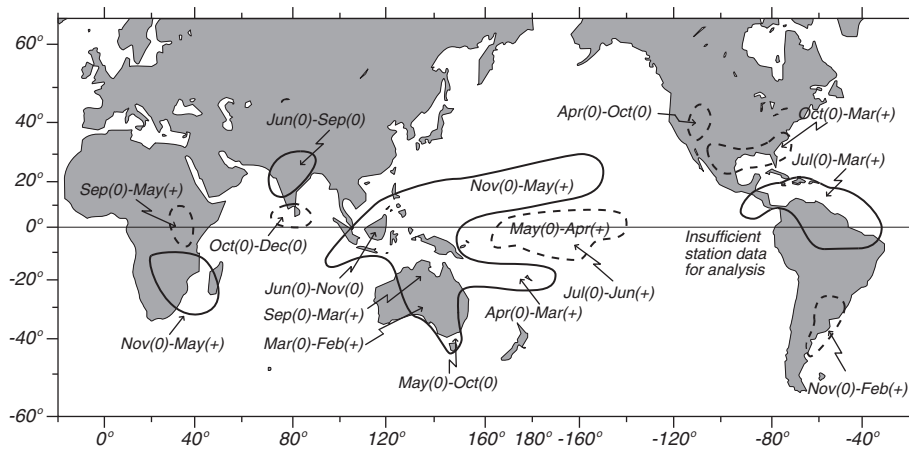 60°
40°
20°
0°
-20°
-40°
-60°
Apr(0)-Oct(0)
Oct(0)-Mar(+)
Jun(0)-Sep(0)
Jul(0)-Mar(+)
Sep(0)-May(+)
Nov(0)-May(+)
May(0)-Apr(+)
Oct(0)-Dec(0)
Insufficient
station data
for analysis
Jun(0)-Nov(0)
Jul(0)-Jun(+)
Sep(0)-Mar(+)
Apr(0)-Mar(+)
Nov(0)-May(+)
Mar(0)-Feb(+)
May(0)-Oct(0)
Nov(0)-Feb(+)
0° 40° 80° 120° 160° 180° -160° -120° -80° -40°